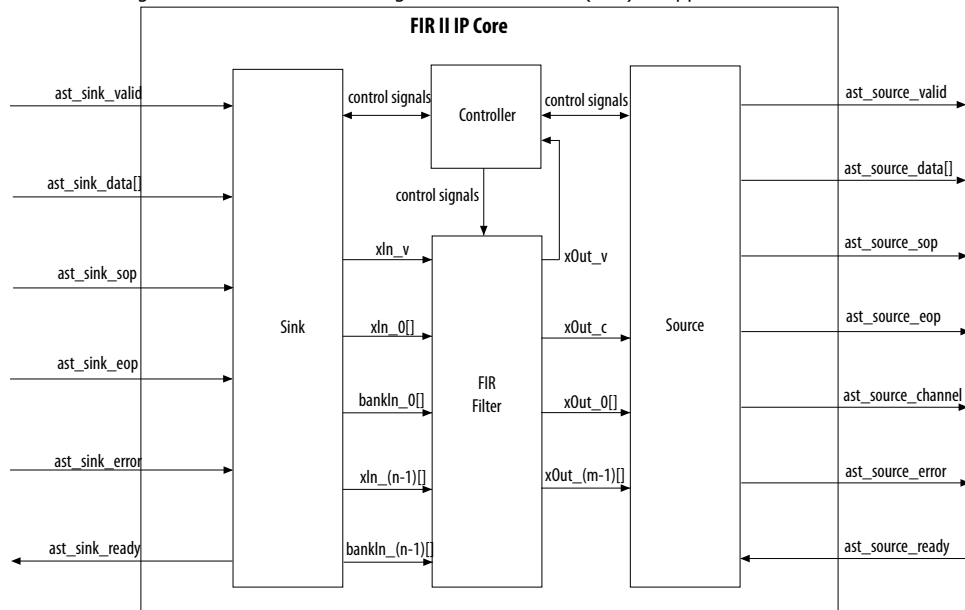 FIR II IP Core
ast_sink_valid
control signals
Controller
control signals
ast_source_valid
ast_sink_data[]
ast_source_data[]
control signals
xIn_v
xOut_v
ast_source_sop
ast_sink_sop
Sink
xIn_0[]
xOut_c
Source
ast_source_eop
ast_sink_eop
FIR
Filter
bankIn_0[]
xOut_0[]
ast_source_channel
ast_sink_error
xIn_(n-1)[]
xOut_(m-1)[]
ast_source_error
ast_sink_ready
bankIn_(n-1)[]
ast_source_ready